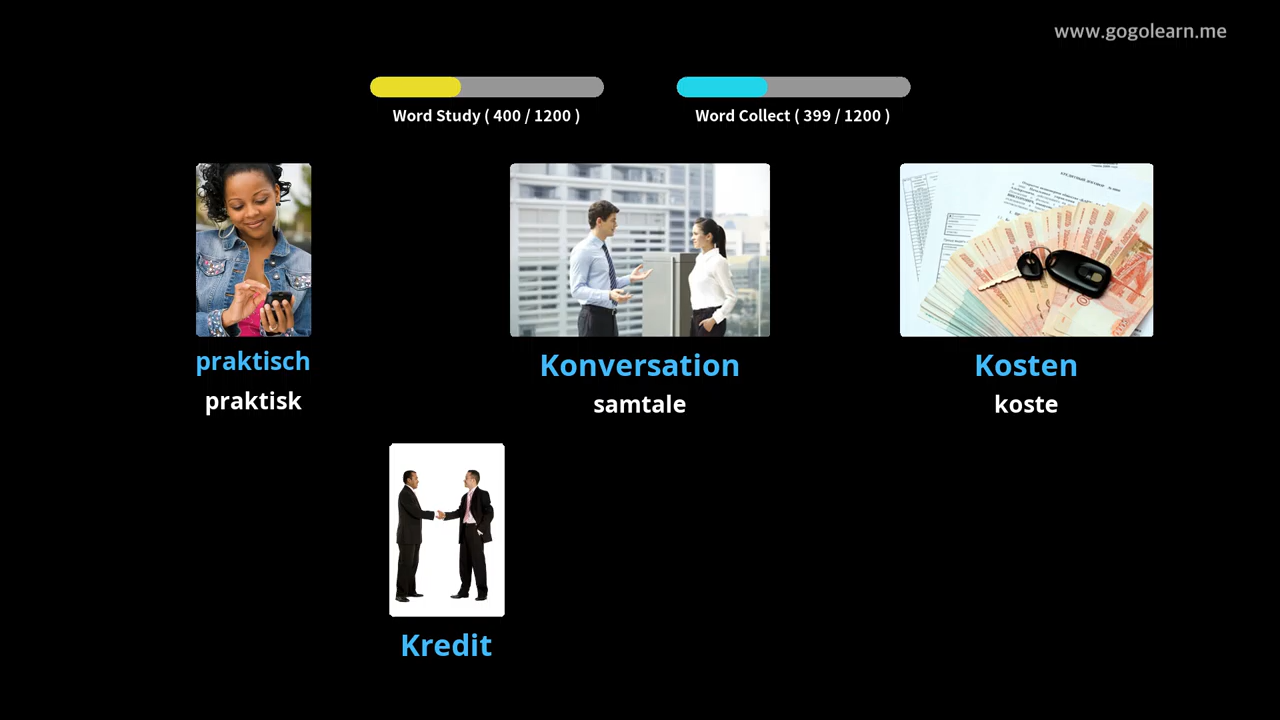 www.gogolearn.me
Word Study ( 400 / 1200 )
Word Collect ( 399 / 1200 )
praktisch
praktisk
Konversation
samtale
Kosten
koste
Kredit